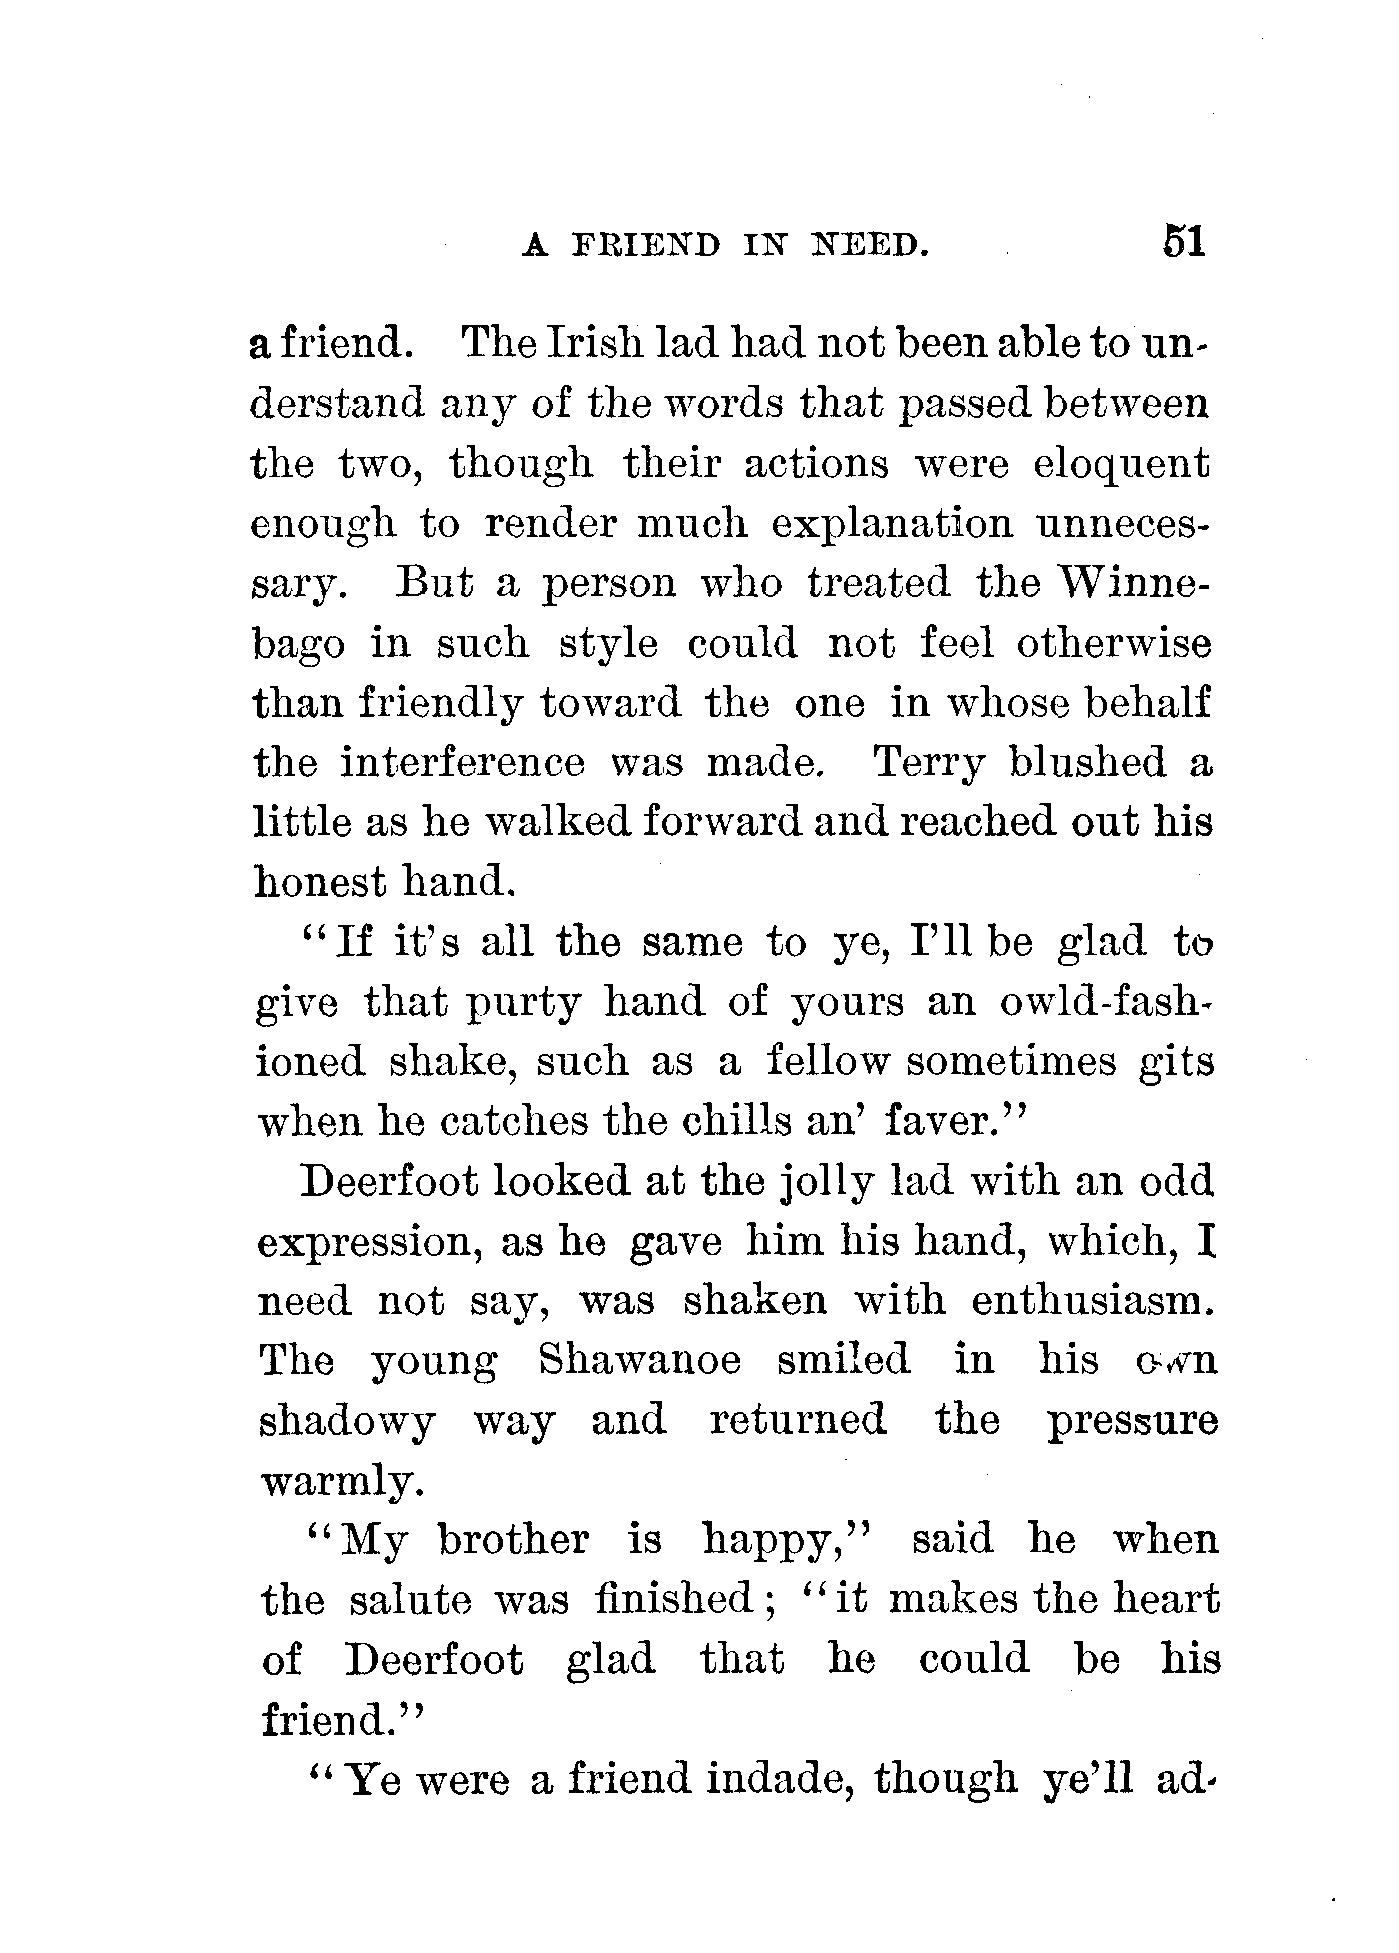 A FRIEND IN NEED. 51
a friend. The Irish lad had not been able to un-
derstand any of the words that passed between
the two, though their actions were eloquent
enough to render much explanation unneces-
sary. But a person who treated the Winne-
bago in such style could not feel otherwise
than friendly toward the one in whose behalf
the interference was made. Terry blushed a
little as he walked forward and reached out his
honest hand.
"If it's all the same to ye, I'll be glad to
give that purty hand of yours an owld-fash-
ioned shake, such as a fellow sometimes gits
when he catches the chills an' faver."
Deerfoot looked at the jolly lad with an odd
expression, as he gave him his hand, which, I
need not say, was shaken with enthusiasm.
The young Shawanoe smiled in his own
shadowy way and returned the pressure
warmly.
"My brother is happy," said he when
the salute was finished; "it makes the heart
of Deerfoot glad that he could be his
friend."
"Ye were a friend indade, though ye'll ad-